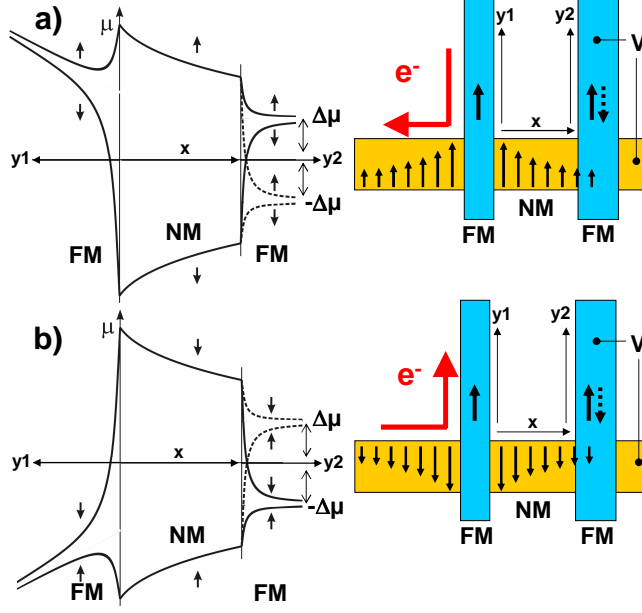 a)
μ
Δμ
y1
x
y2
-Δμ
FM
NM
FM
y1
y2
V
e-
x
NM
FM
FM
b)
μ
Δμ
y1
x
y2
-Δμ
NM
FM
FM
y1
y2
V
e-
x
NM
FM
FM